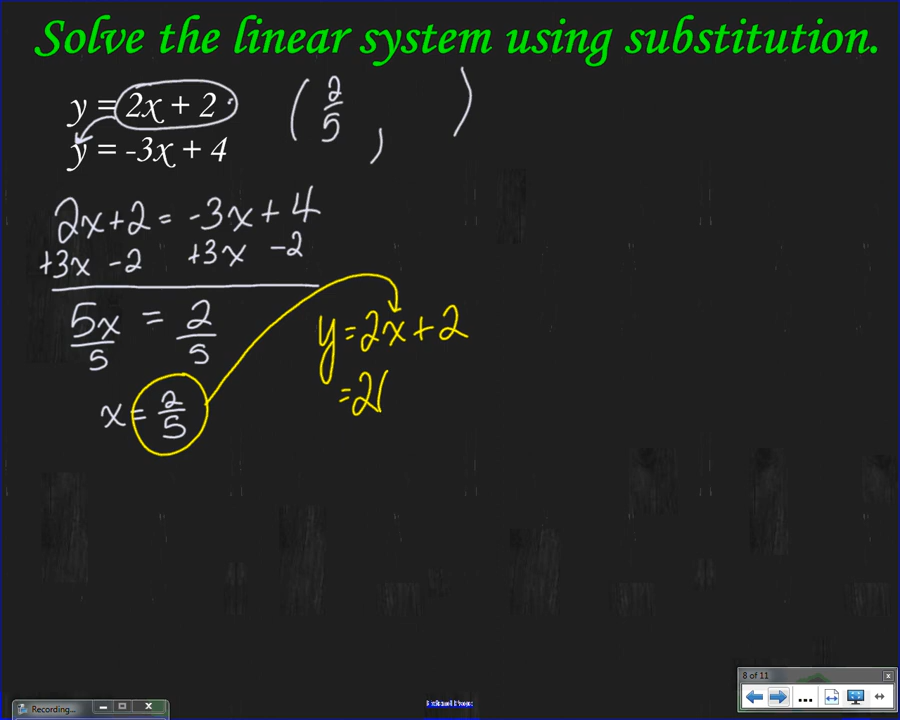 Solve the linear system using substitution.
y = 2x + 2
y = -3x + 4
( 2/5 , )
2x+2 = -3x+4
+3x -2 +3x -2
5x/5 = 2/5
x = 2/5
y=2x+2
=2(
8 of 11
...
Recording...